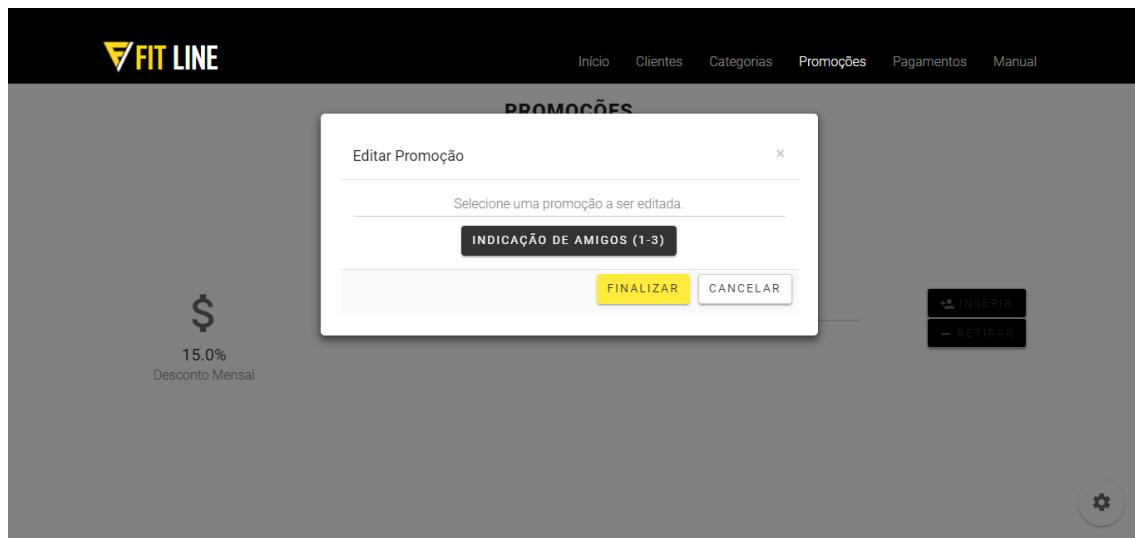 FIT LINE
Início Clientes Categorias Promoções Pagamentos Manual
PROMOÇÕES
Editar Promoção ×
Selecione uma promoção a ser editada.
INDICAÇÃO DE AMIGOS (1-3)
FINALIZAR CANCELAR
$
15.0%
Desconto Mensal
INSERIR
RETIRAR